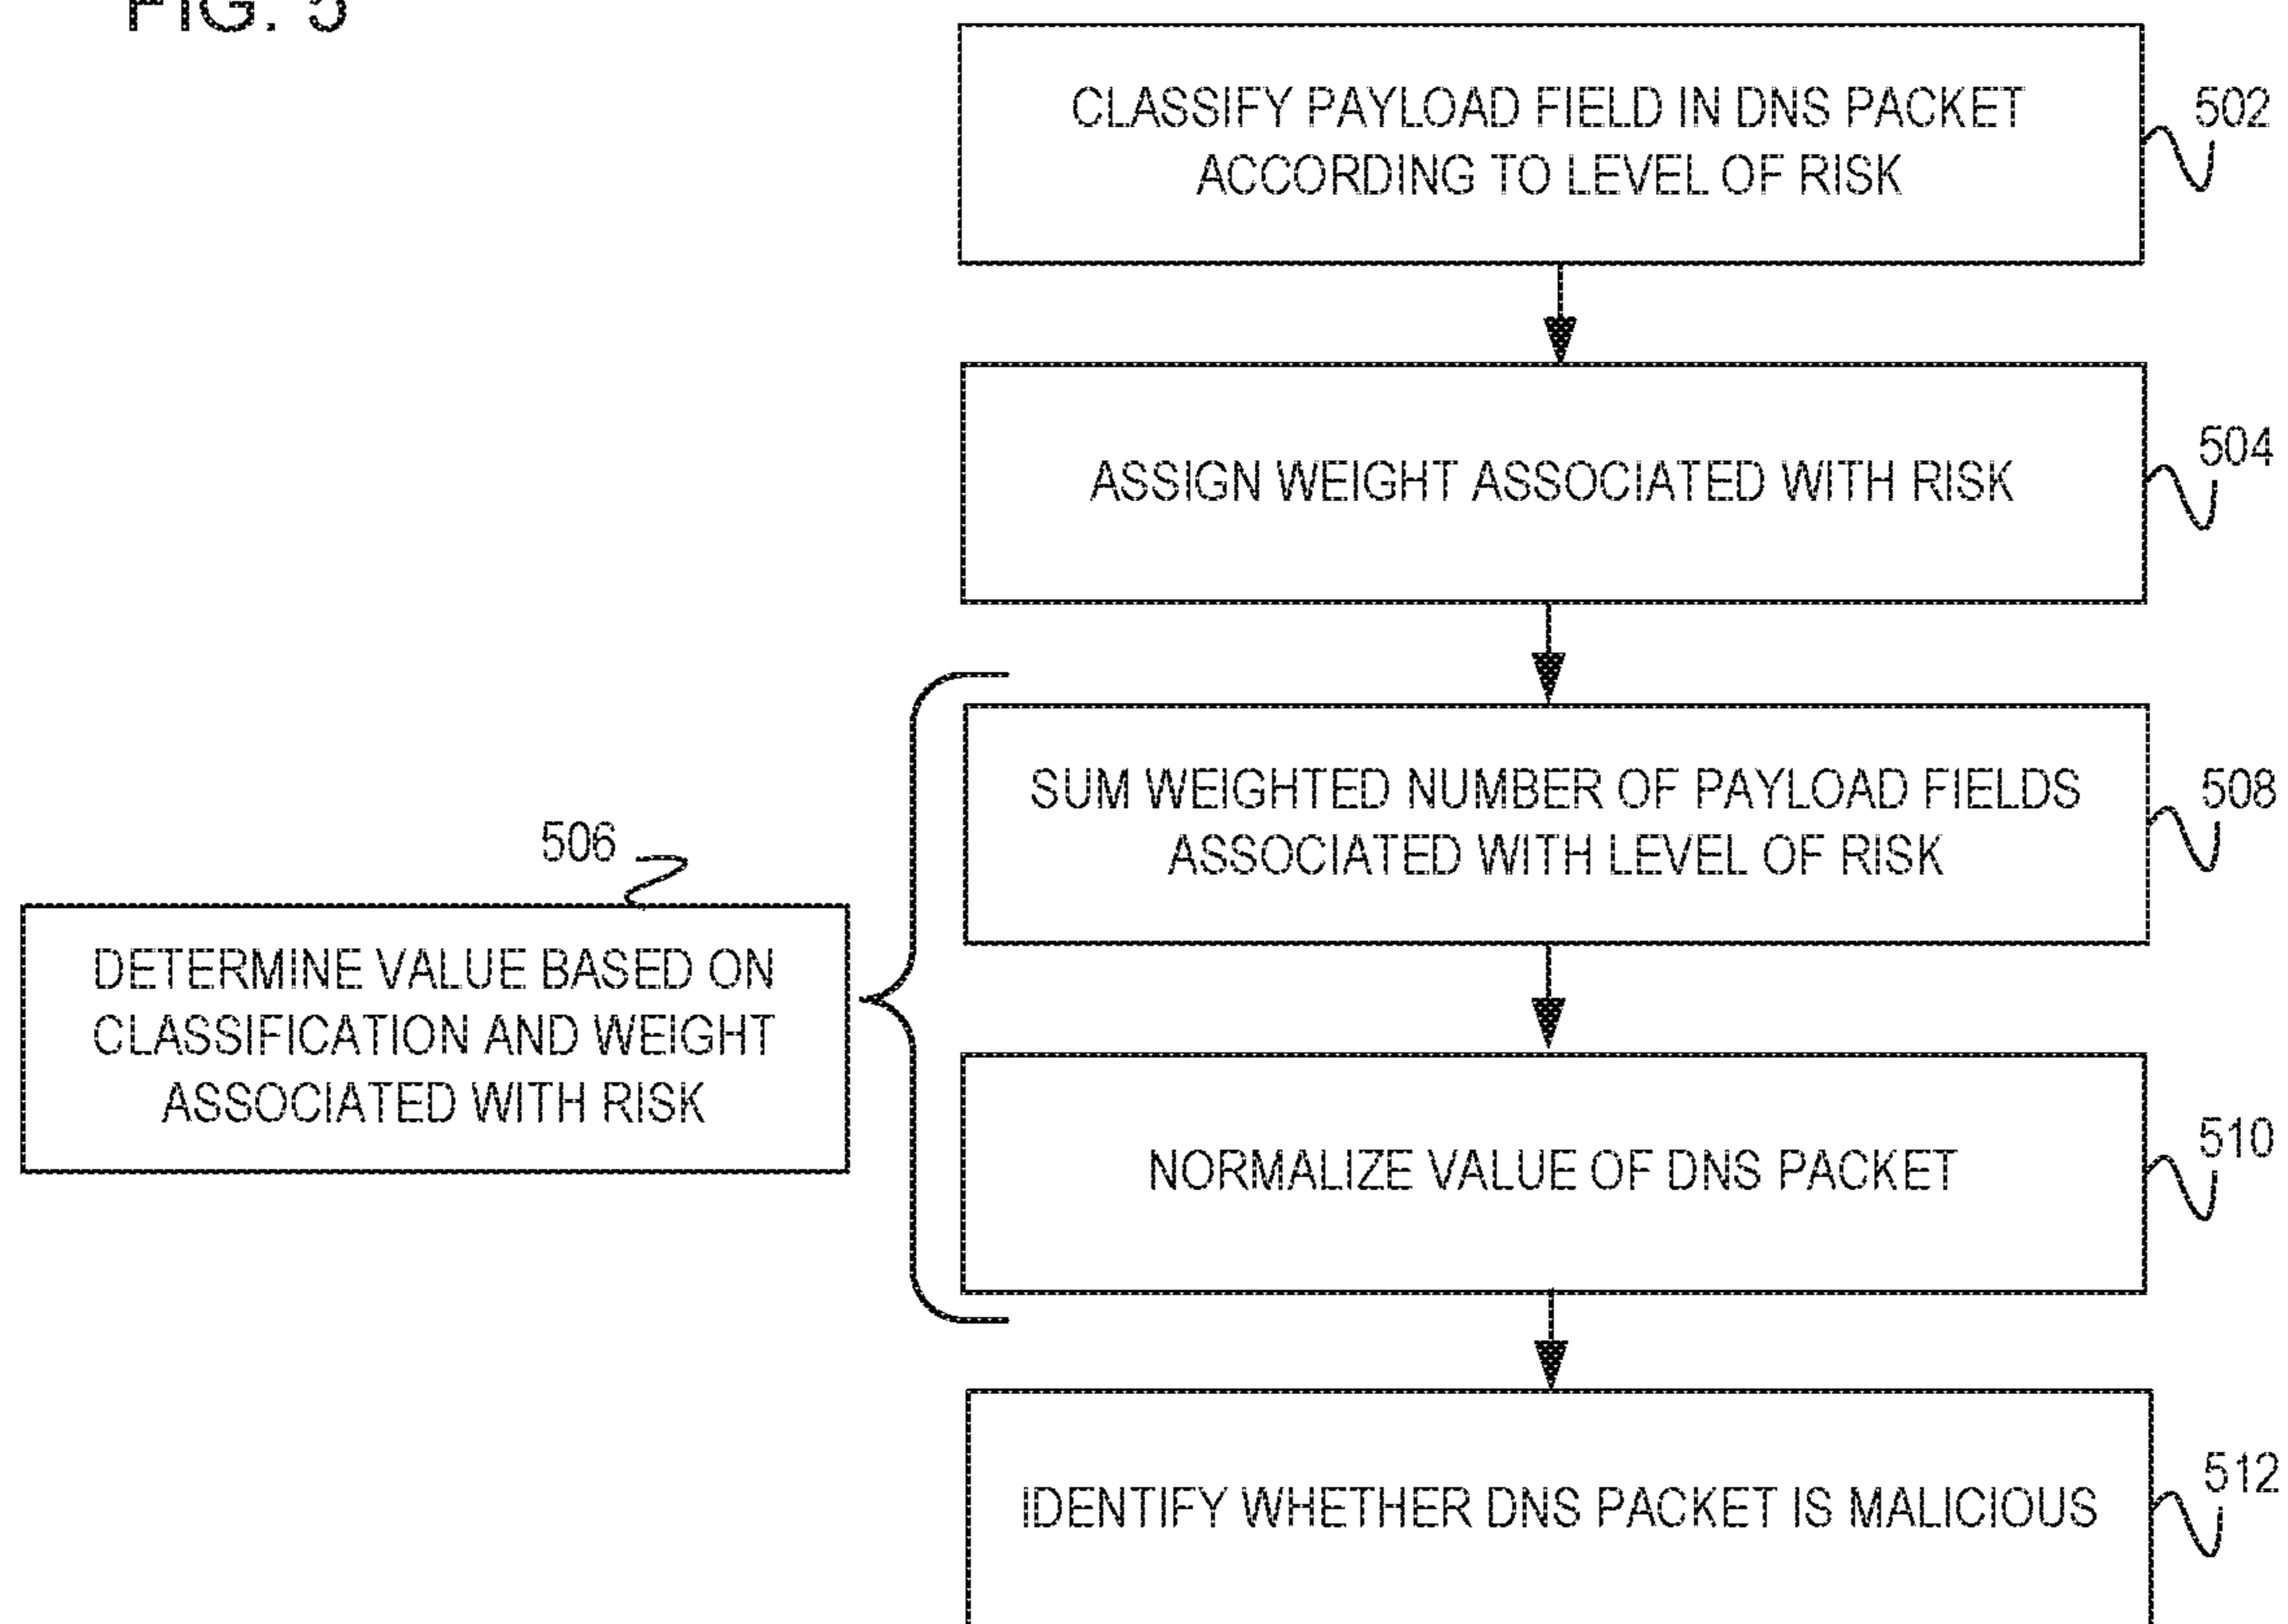 FIG. 5
CLASSIFY PAYLOAD FIELD IN DNS PACKET
ACCORDING TO LEVEL OF RISK
502
ASSIGN WEIGHT ASSOCIATED WITH RISK
504
SUM WEIGHTED NUMBER OF PAYLOAD FIELDS
ASSOCIATED WITH LEVEL OF RISK
508
506
DETERMINE VALUE BASED ON
CLASSIFICATION AND WEIGHT
ASSOCIATED WITH RISK
NORMALIZE VALUE OF DNS PACKET
510
IDENTIFY WHETHER DNS PACKET IS MALICIOUS
512